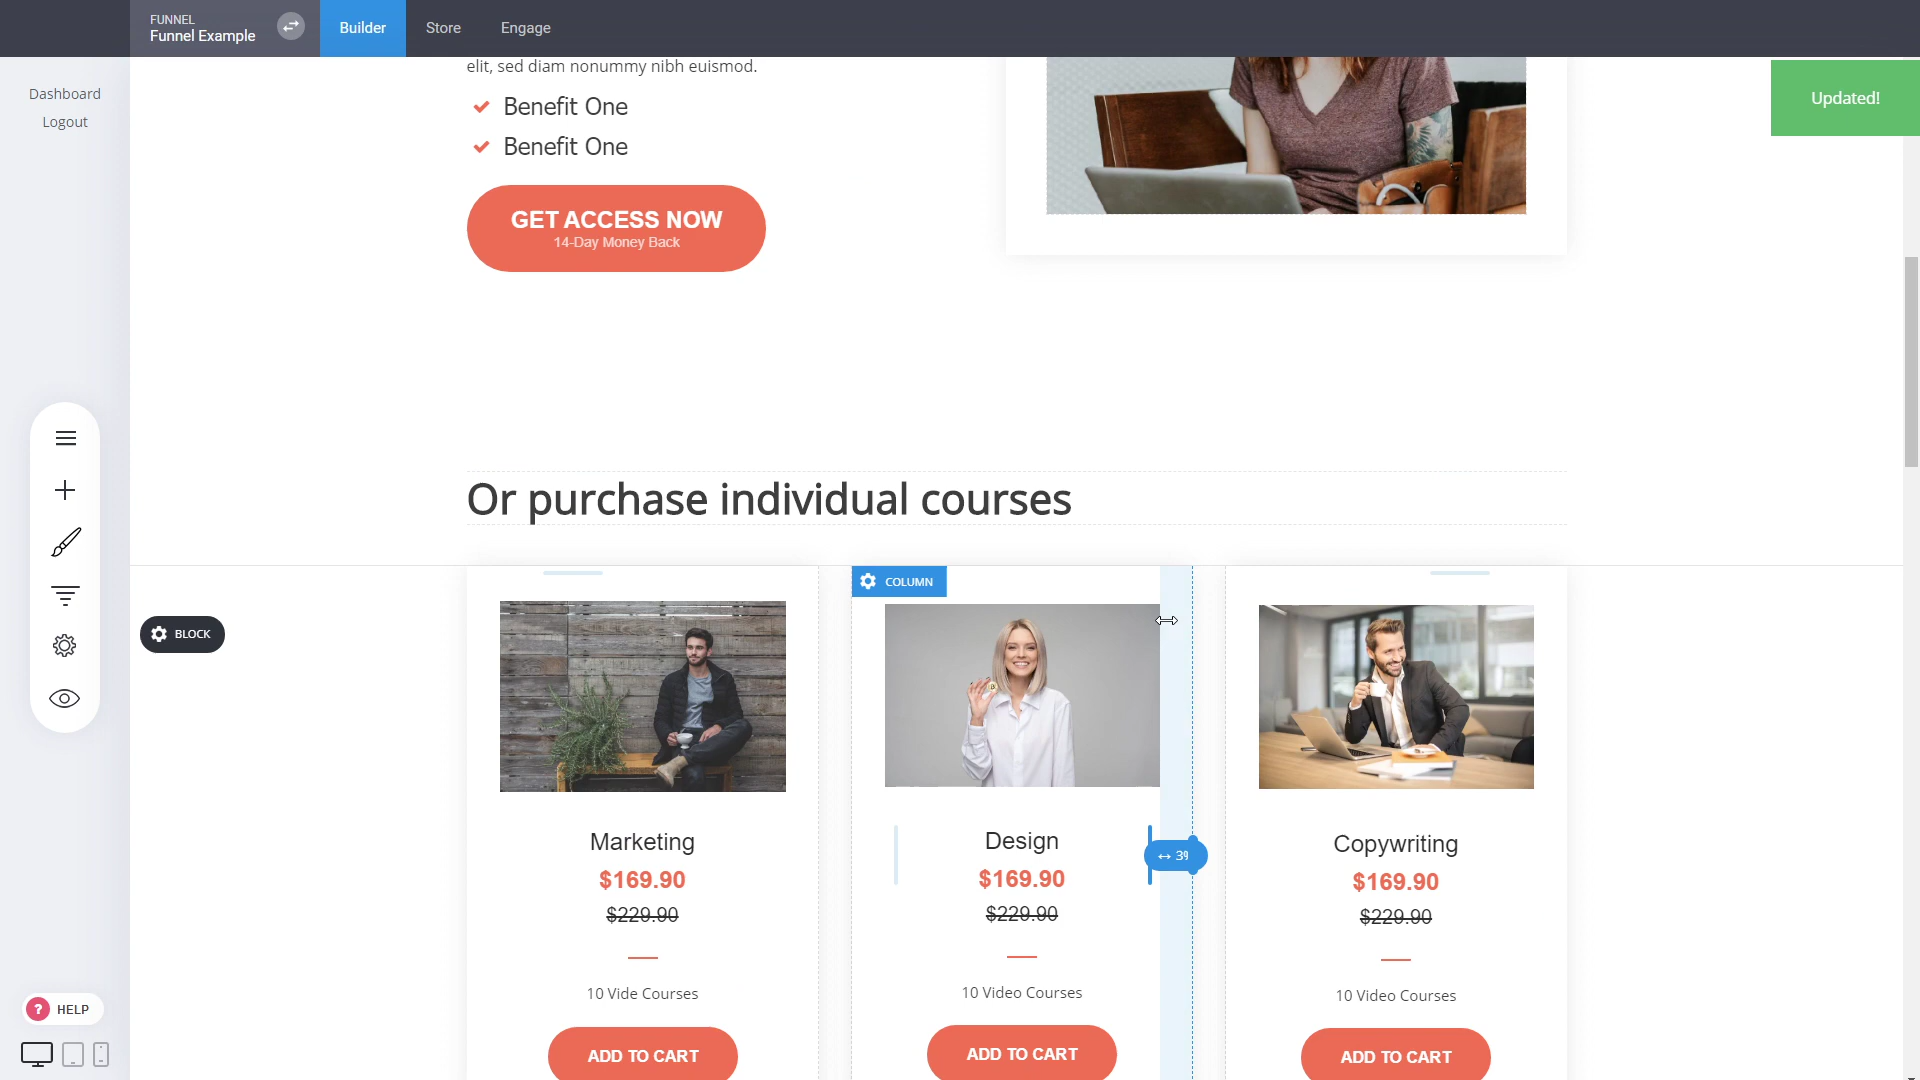 FUNNEL
Funnel Example
Builder
Store
Engage
Dashboard
Logout
Updated!
elit, sed diam nonummy nibh euismod.
Benefit One
Benefit One
GET ACCESS NOW
14-Day Money Back
Or purchase individual courses
COLUMN
BLOCK
Marketing
$169.90
$229.90
10 Vide Courses
ADD TO CART
Design
$169.90
$229.90
10 Video Courses
ADD TO CART
Copywriting
$169.90
$229.90
10 Video Courses
ADD TO CART
? HELP